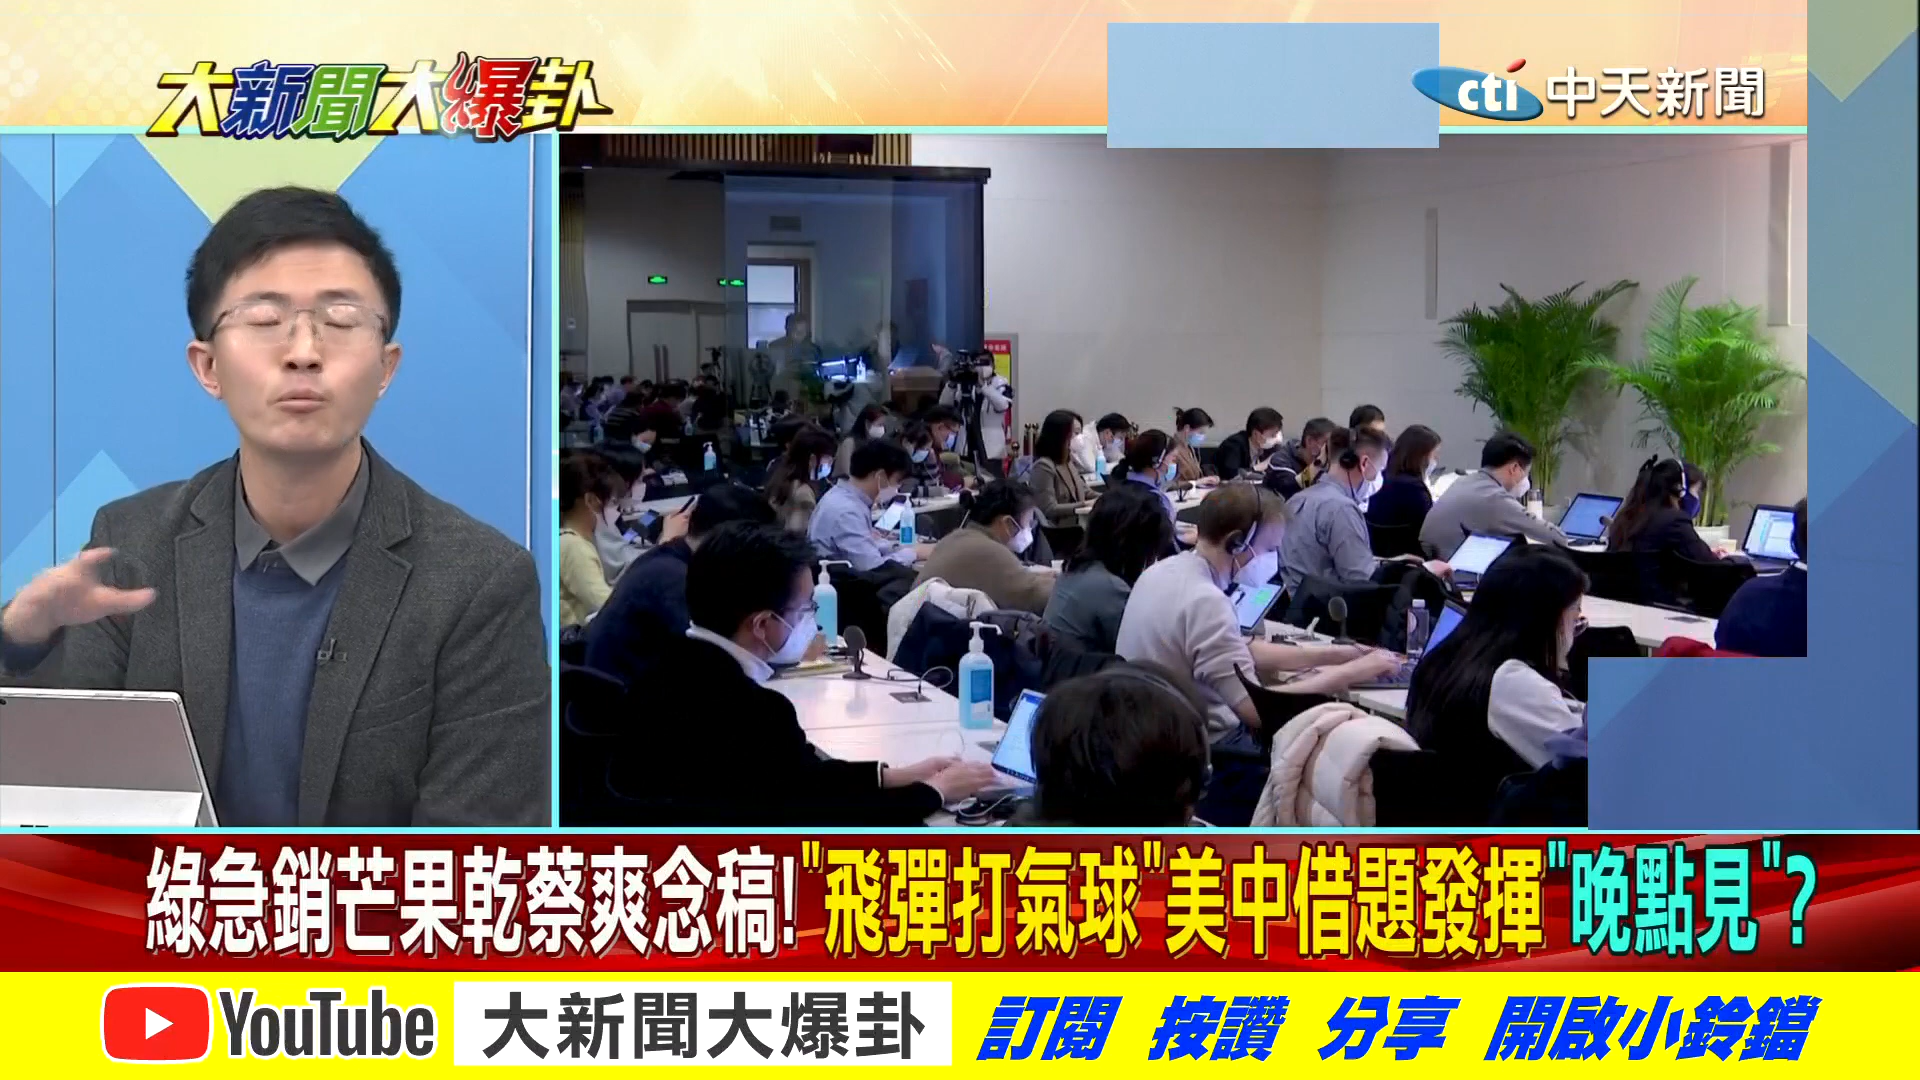 大新聞大爆卦
cti 中天新聞
綠急銷芒果乾蔡爽念稿!"飛彈打氣球"美中借題發揮"晚點見"?
YouTube 大新聞大爆卦 訂閱 按讚 分享 開啟小鈴鐺